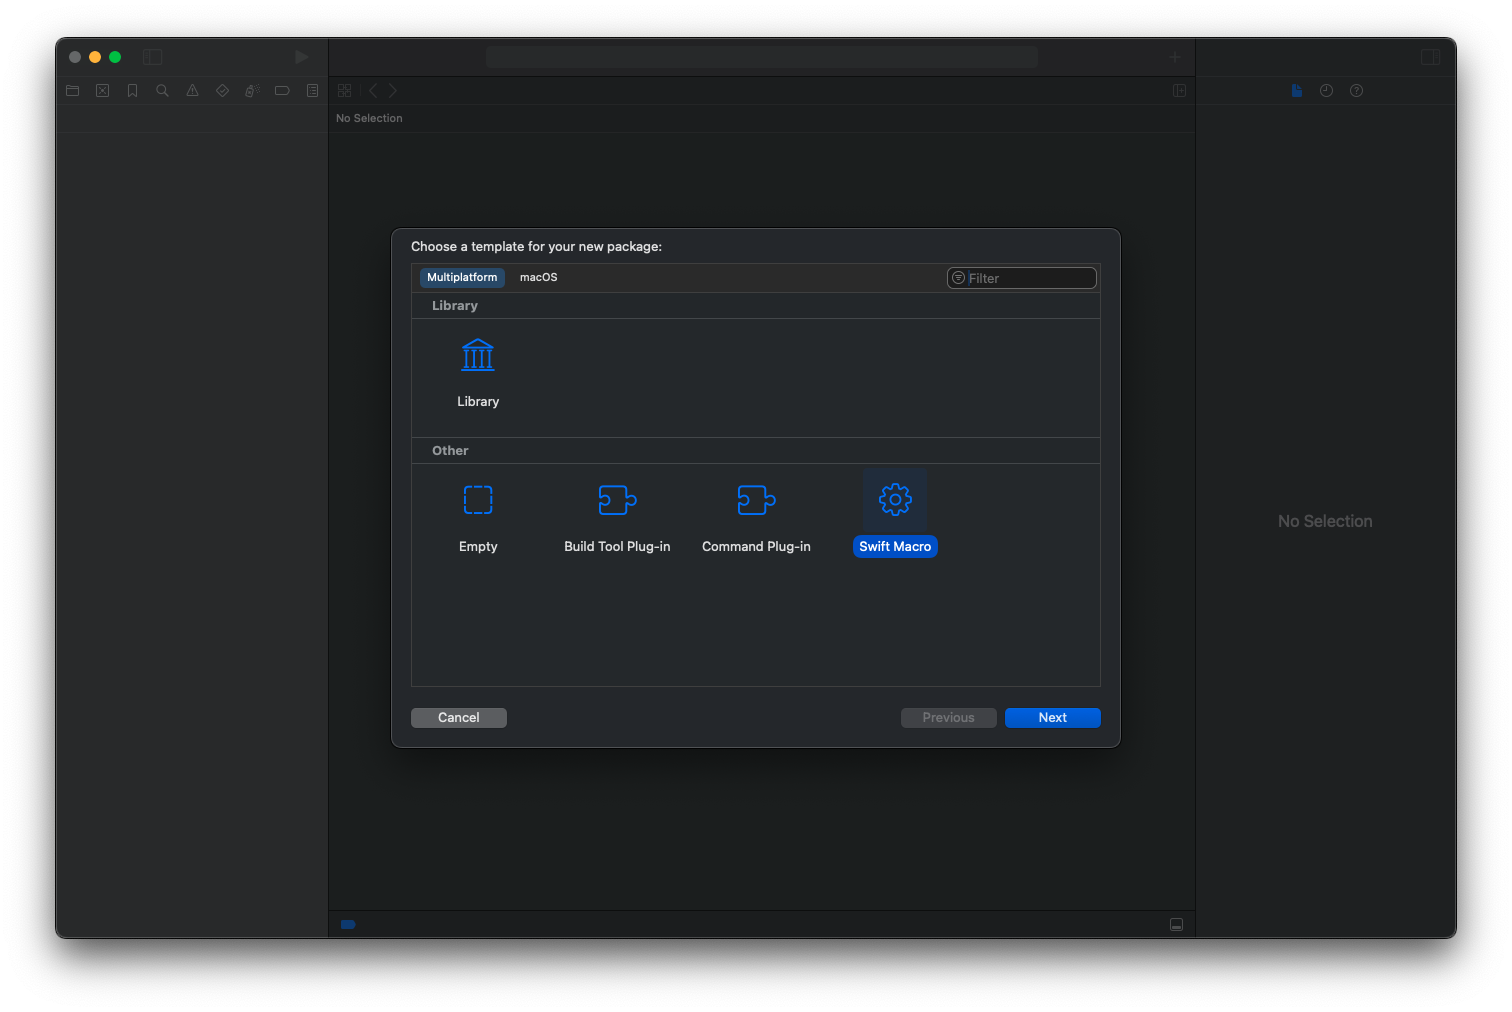 No Selection
Choose a template for your new package:
Multiplatform macOS Filter
Library
Library
Other
Empty Build Tool Plug-in Command Plug-in Swift Macro
No Selection
Cancel Previous Next